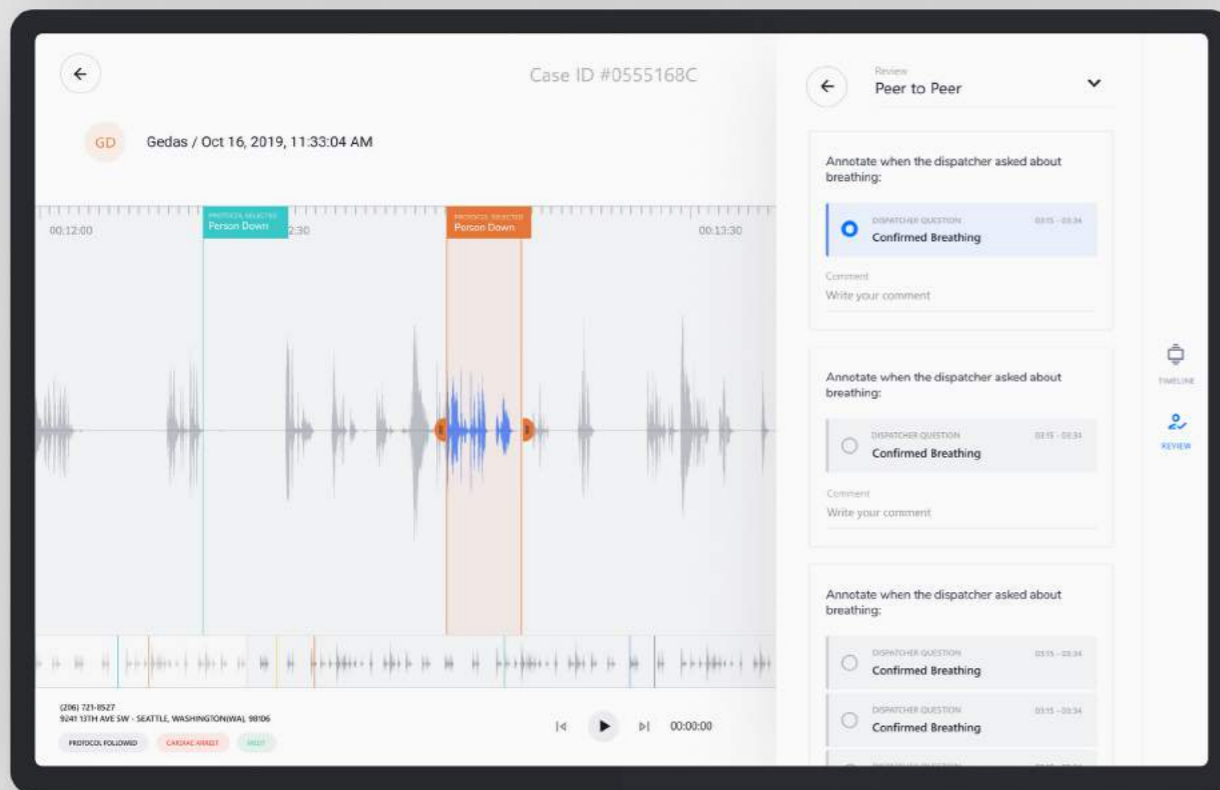 Case ID #0555168C
GD
Gedas / Oct 16, 2019, 11:33:04 AM
00:12:00
PROTOCOL SELECTED
Person Down
2:30
PROTOCOL SELECTED
Person Down
00:13:30
(206) 721-8527
9241 13TH AVE SW - SEATTLE, WASHINGTON(WA), 98106
PROTOCOL FOLLOWED
CARDIAC ARREST
00:00:00
Review
Peer to Peer
Annotate when the dispatcher asked about
breathing:
DISPATCHER QUESTION 03:15 - 03:34
Confirmed Breathing
Comment
Write your comment
Annotate when the dispatcher asked about
breathing:
DISPATCHER QUESTION 03:15 - 03:34
Confirmed Breathing
Comment
Write your comment
Annotate when the dispatcher asked about
breathing:
DISPATCHER QUESTION 03:15 - 03:34
Confirmed Breathing
DISPATCHER QUESTION 03:15 - 03:34
Confirmed Breathing
TIMELINE
REVIEW